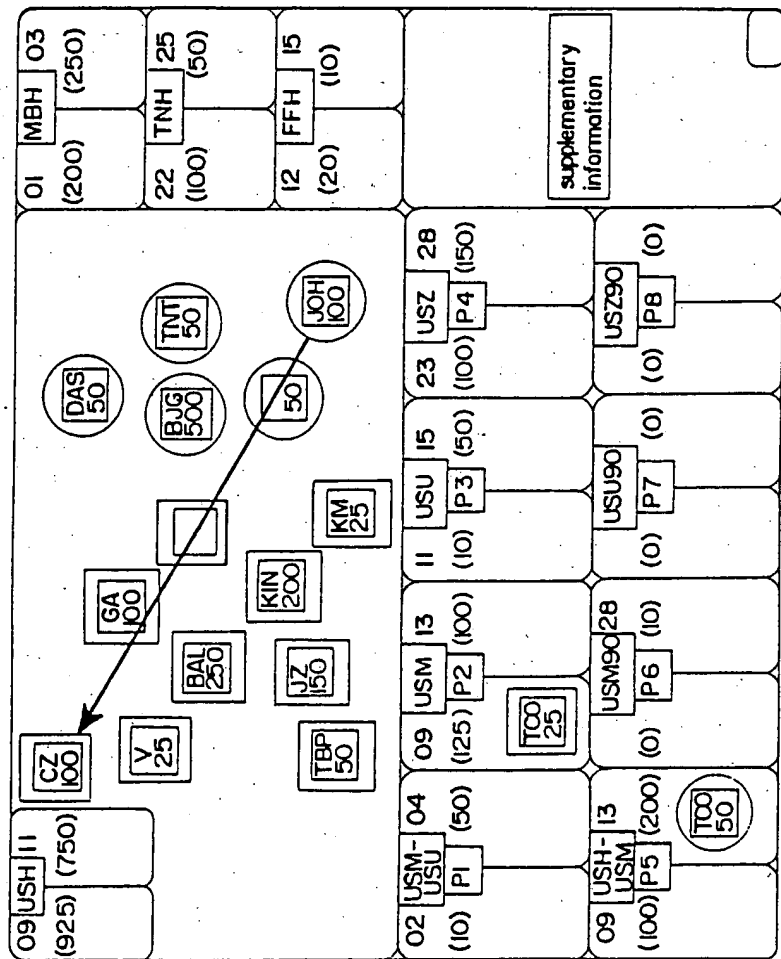 09 USH 11
(925) (750)
CZ
100
V
25
TBP
50
GA
100
BAL
250
JZ
150
KIN
200
KM
25
DAS
50
BJG
500
50
TNT
50
JOH
100
01 MBH 03
(200) (250)
22 TNH 25
(100) (50)
12 FFH 15
(20) (10)
02 USM-
USU 04
(10) P1 (50)
09 USM 13
(125) P2 (100)
TCO
25
11 USU 15
(10) P3 (50)
23 USZ 28
(100) P4 (150)
09 USH-
USM 13
(100) P5 (200)
TCO
50
USM90 28
(0) P6 (10)
USU90
(0) P7 (0)
USZ90
(0) P8 (0)
supplementary
information